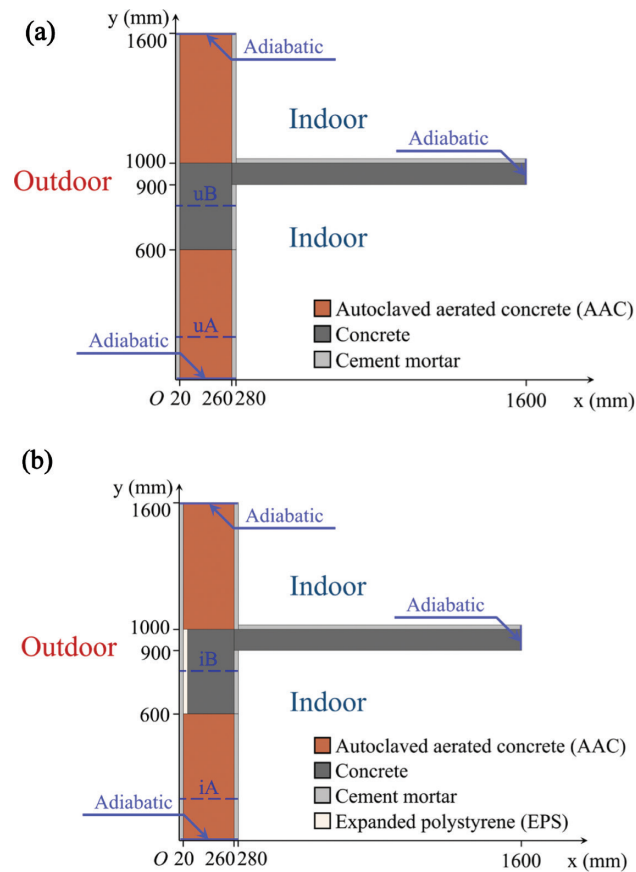 (a)
y (mm)
1600
Adiabatic
Indoor
Adiabatic
1000
Outdoor
900
uB
Indoor
600
Autoclaved aerated concrete (AAC)
uA
Concrete
Adiabatic
Cement mortar
O 20 260 280 1600 x (mm)
(b)
y (mm)
1600
Adiabatic
Indoor
Adiabatic
1000
Outdoor
900
iB
Indoor
600
Autoclaved aerated concrete (AAC)
Concrete
iA
Cement mortar
Adiabatic
Expanded polystyrene (EPS)
O 20 260 280 1600 x (mm)